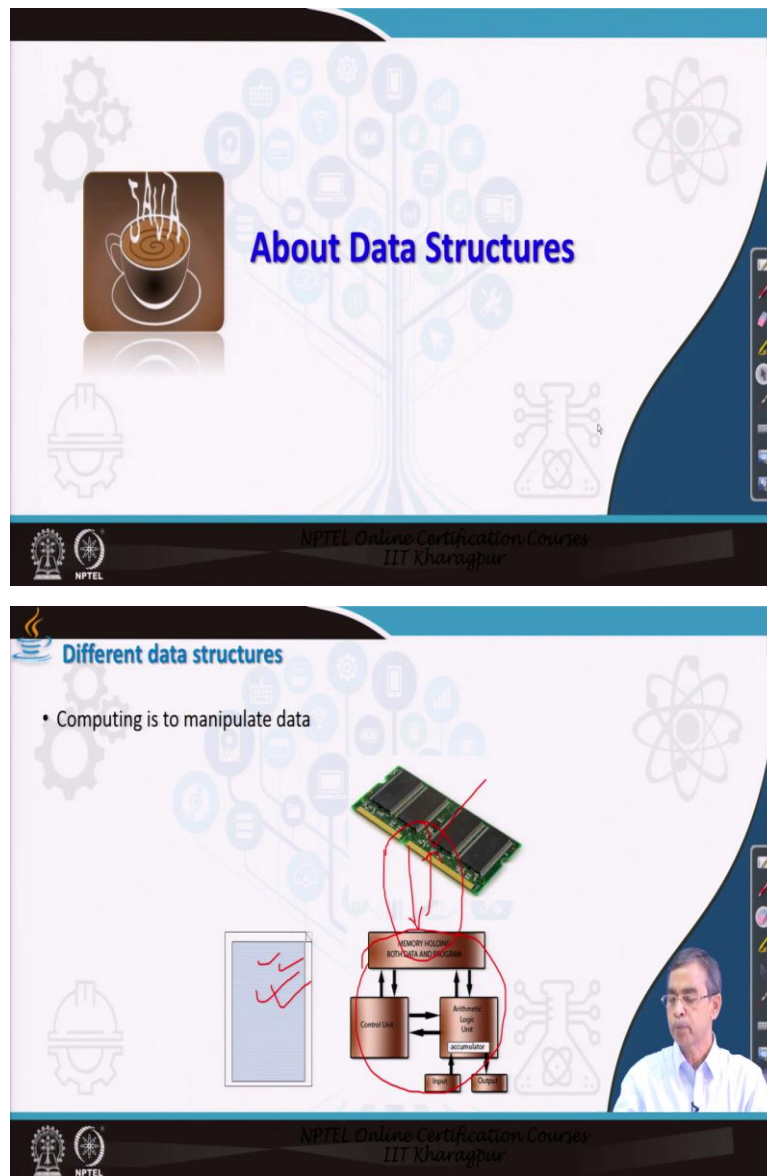 JAVA
About Data Structures
NPTEL Online Certification Courses
IIT Kharagpur
NPTEL
Different data structures
• Computing is to manipulate data
MEMORY HOLDING
BOTH DATA AND PROGRAM
Control Unit
Arithmetic
Logic
Unit
accumulator
Input
Output
NPTEL Online Certification Courses
IIT Kharagpur
NPTEL